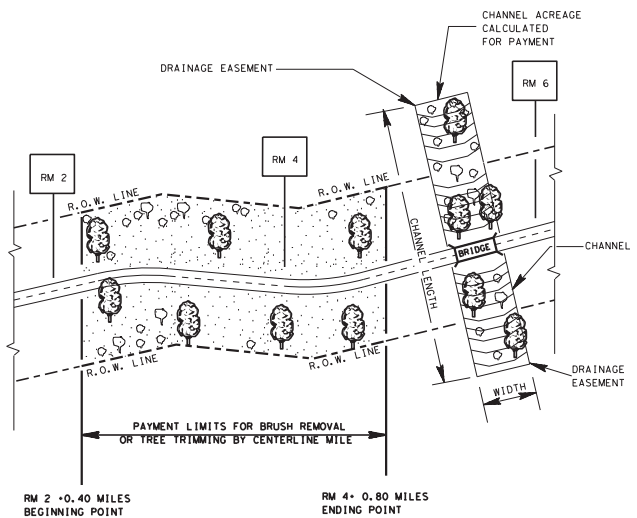 CHANNEL ACREAGE
CALCULATED
FOR PAYMENT
DRAINAGE EASEMENT
RM 6
RM 4
RM 2
R.O.W. LINE
R.O.W. LINE
BRIDGE
CHANNEL
CHANNEL LENGTH
R.O.W. LINE
R.O.W. LINE
DRAINAGE
EASEMENT
WIDTH
PAYMENT LIMITS FOR BRUSH REMOVAL
OR TREE TRIMMING BY CENTERLINE MILE
RM 2 +0.40 MILES
BEGINNING POINT
RM 4+ 0.80 MILES
ENDING POINT